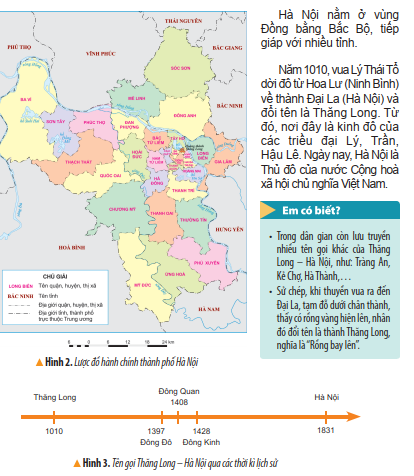 THÁI NGUYÊN
PHÚ THỌ
VĨNH PHÚC
BẮC GIANG
SÓC SƠN
BA VÌ
MÊ LINH
BẮC NINH
SƠN TÂY
PHÚC THỌ
ĐAN PHƯỢNG
ĐÔNG ANH
BẮC TỪ LIÊM
TÂY HỒ
HOÀI ĐỨC
LONG BIÊN
GIA LÂM
THẠCH THẤT
QUỐC OAI
HÀ ĐÔNG
THANH TRÌ
CHƯƠNG MỸ
THANH OAI
THƯỜNG TÍN
HƯNG YÊN
HOÀ BÌNH
PHÚ XUYÊN
ỨNG HOÀ
MỸ ĐỨC
HÀ NAM
CHÚ GIẢI
LONG BIÊN Tên quận, huyện, thị xã
BẮC NINH Tên tỉnh
Địa giới quận, huyện, thị xã
Địa giới tỉnh, thành phố
trực thuộc Trung ương
Hình 2. Lược đồ hành chính thành phố Hà Nội
Hà Nội nằm ở vùng
Đồng bằng Bắc Bộ, tiếp
giáp với nhiều tỉnh.
Năm 1010, vua Lý Thái Tổ
dời đô từ Hoa Lư (Ninh Bình)
về thành Đại La (Hà Nội) và
đổi tên là Thăng Long. Từ
đó, nơi đây là kinh đô của
các triều đại Lý, Trần,
Hậu Lê. Ngày nay, Hà Nội là
Thủ đô của nước Cộng hoà
xã hội chủ nghĩa Việt Nam.
Em có biết?
• Trong dân gian còn lưu truyền
nhiều tên gọi khác của Thăng
Long – Hà Nội, như: Tràng An,
Kẻ Chợ, Hà Thành,…
• Sử chép, khi thuyền vua ra đến
Đại La, tạm đỗ dưới chân thành,
thấy có rồng vàng hiện lên, nhân
đó đổi tên là thành Thăng Long,
nghĩa là "Rồng bay lên".
Thăng Long
Đông Quan
Hà Nội
1408
1010
1397
1428
1831
Đông Đô
Đông Kinh
Hình 3. Tên gọi Thăng Long – Hà Nội qua các thời kì lịch sử